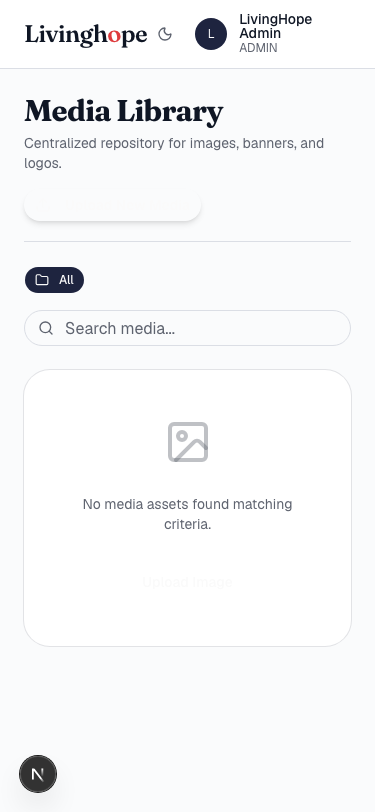 Livinghope
L
LivingHope
Admin
ADMIN
Media Library
Centralized repository for images, banners, and
logos.
All
Search media...
No media assets found matching
criteria.
Upload Image
N